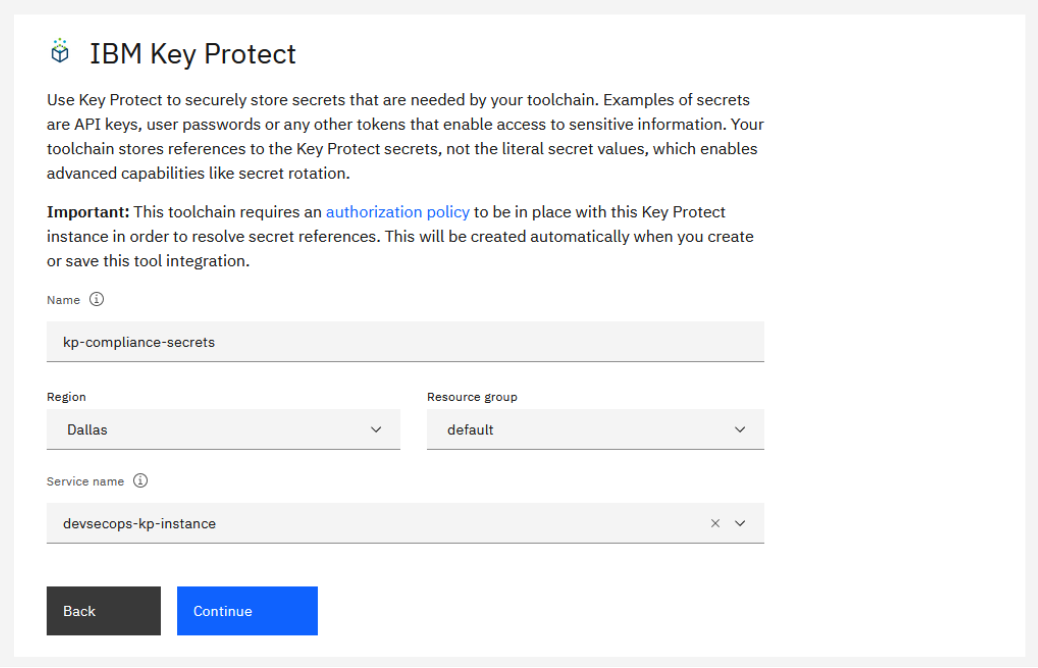 IBM Key Protect
Use Key Protect to securely store secrets that are needed by your toolchain. Examples of secrets
are API keys, user passwords or any other tokens that enable access to sensitive information. Your
toolchain stores references to the Key Protect secrets, not the literal secret values, which enables
advanced capabilities like secret rotation.
Important: This toolchain requires an authorization policy to be in place with this Key Protect
instance in order to resolve secret references. This will be created automatically when you create
or save this tool integration.
Name
kp-compliance-secrets
Region
Resource group
Dallas
default
Service name
devsecops-kp-instance
Back
Continue